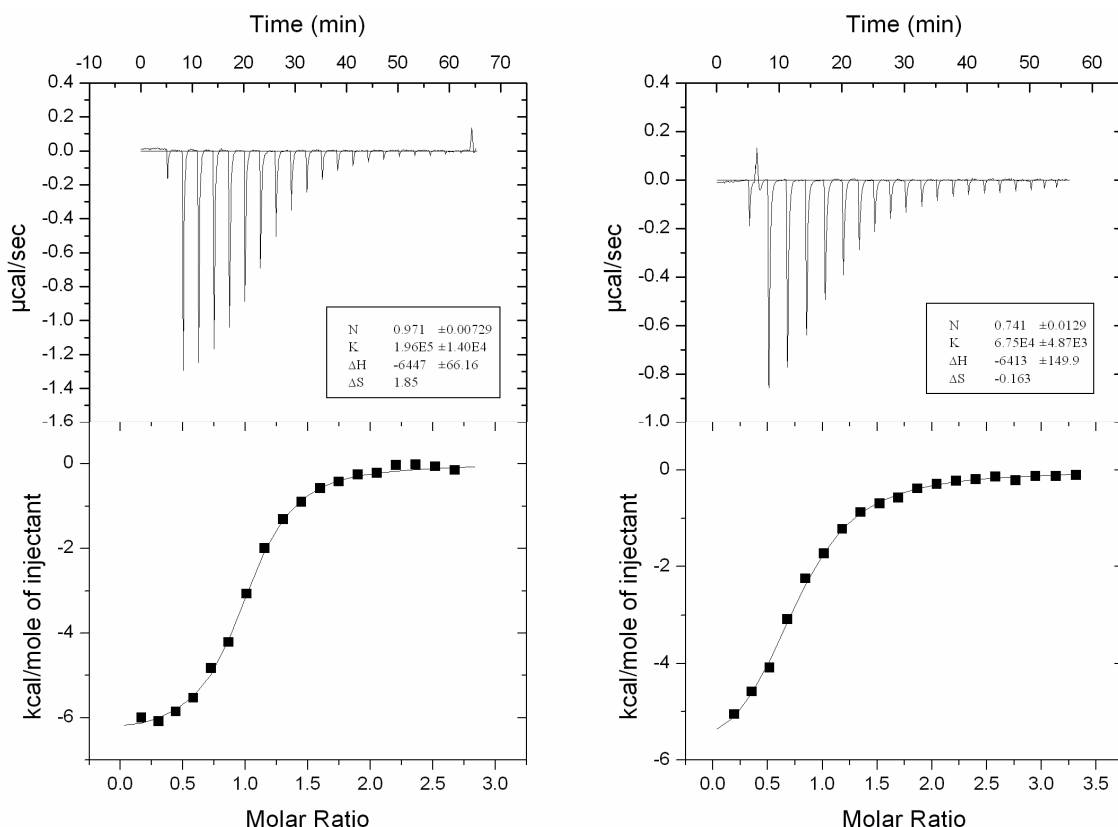 Time (min)
-10 0 10 20 30 40 50 60 70
0.4
0.2
0.0
-0.2
-0.4
-0.6
-0.8
-1.0
-1.2
-1.4
-1.6
µcal/sec
N 0.971 ±0.00729
K 1.96E5 ±1.40E4
ΔH -6447 ±66.16
ΔS 1.85
0
-2
-4
-6
kcal/mole of injectant
0.0 0.5 1.0 1.5 2.0 2.5 3.0
Molar Ratio
Time (min)
0 10 20 30 40 50 60
0.4
0.2
0.0
-0.2
-0.4
-0.6
-0.8
-1.0
µcal/sec
N 0.741 ±0.0129
K 6.75E4 ±4.87E3
ΔH -6413 ±149.9
ΔS -0.163
0
-2
-4
-6
kcal/mole of injectant
0.0 0.5 1.0 1.5 2.0 2.5 3.0 3.5
Molar Ratio